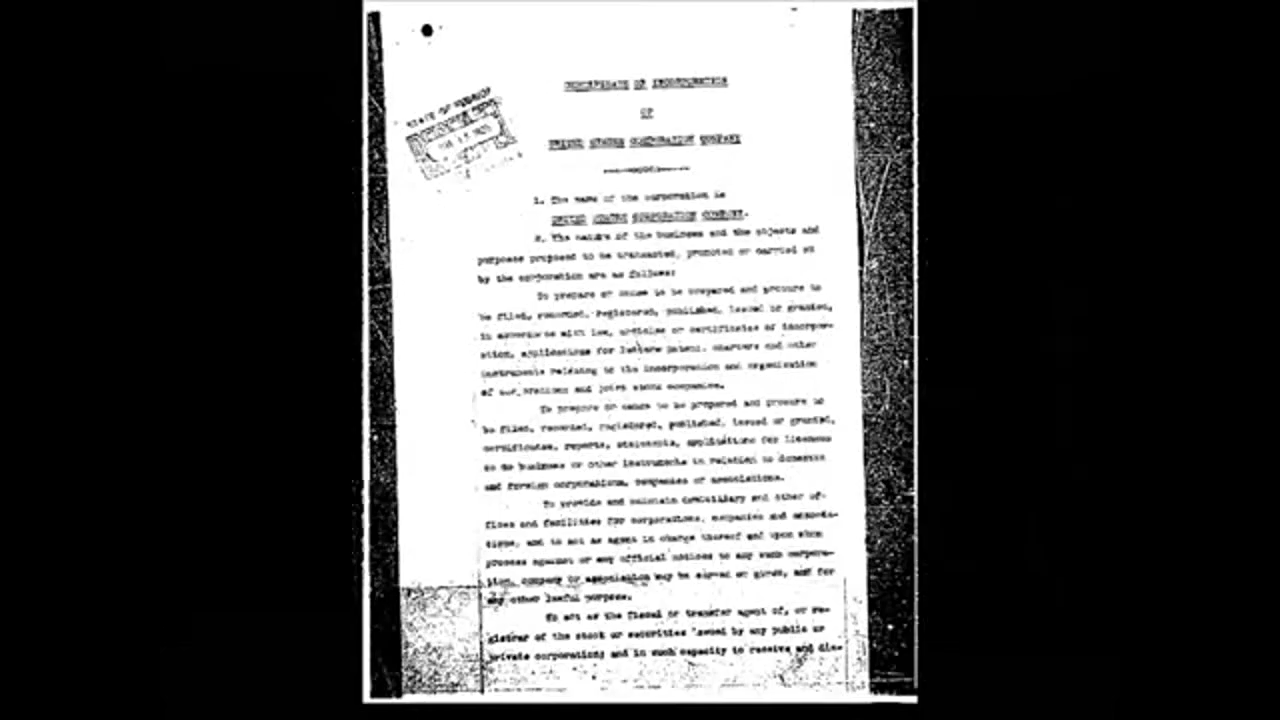 CERTIFICATE OF INCORPORATION
OF
UNITED STATES CORPORATION COMPANY
STATE OF
1. The name of the corporation is
UNITED STATES CORPORATION COMPANY.
2. The nature of the business and the objects and
purposes proposed to be transacted, promoted or carried on
by the corporation are as follows:
To prepare or cause to be prepared and procure to
be filed, recorded, registered, published, issued or granted,
in accordance with law, articles or certificates of incorpor-
ation, applications for letters patent, charters and other
instruments relating to the incorporation and organization
of corporations and joint stock companies.
To prepare or cause to be prepared and procure to
be filed, recorded, registered, published, issued or granted,
certificates, reports, statements, applications for licenses
to do business or other instruments in relation to domestic
and foreign corporations, companies or associations.
To provide and maintain domiciliary and other of-
fices and facilities for corporations, companies and associa-
tions, and to act as agent in charge thereof and upon whom
process against or any official notices to any such corpora-
tion, company or association may be served or given, and for
any other lawful purpose.
To act as the fiscal or transfer agent of, or re-
gistrar of the stock or securities issued by any public or
private corporation; and in such capacity to receive and dis-